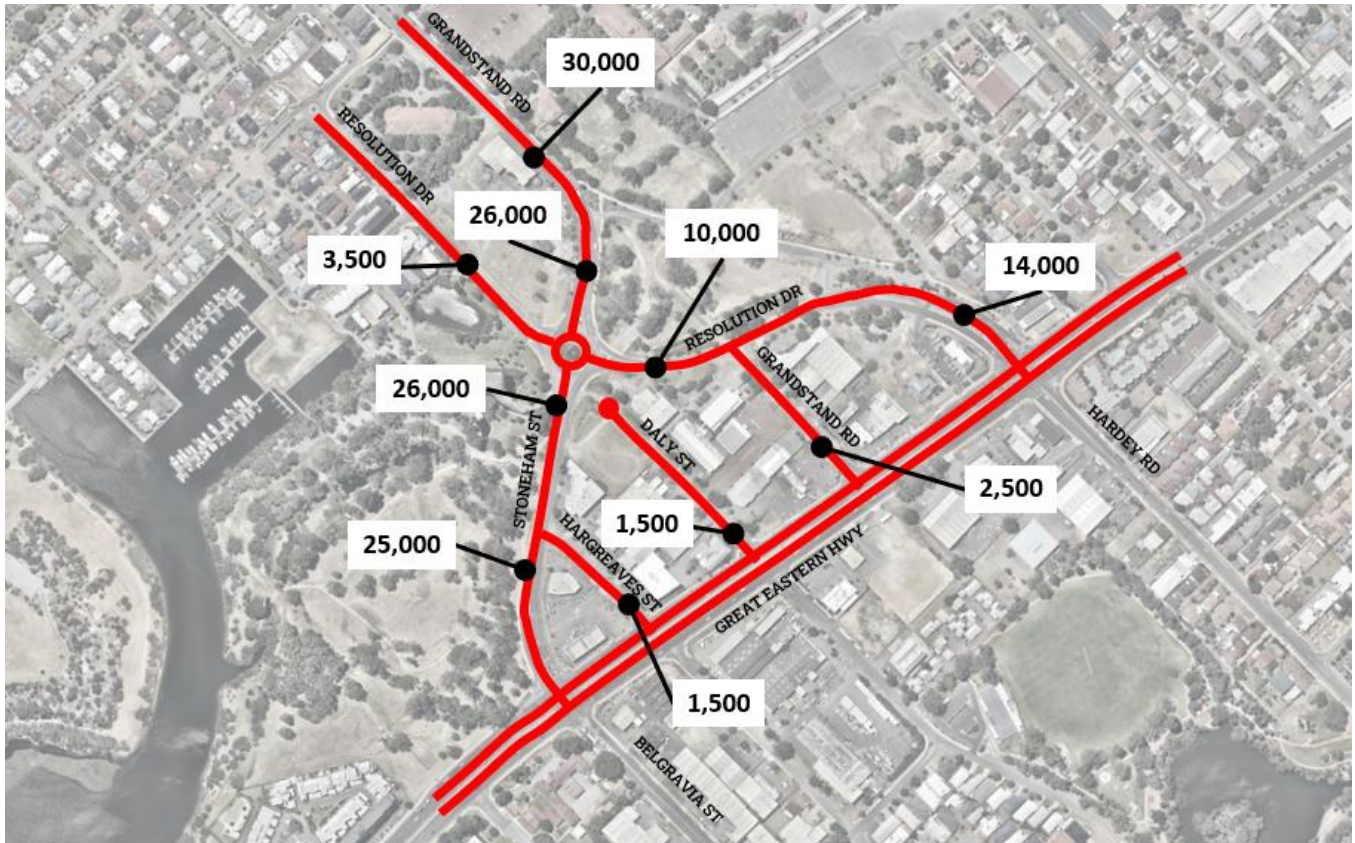 GRANDSTAND RD
30,000
RESOLUTION DR
26,000
10,000
3,500
14,000
RESOLUTION DR
GRANDSTAND RD
26,000
HARDEY RD
DALY ST
STONEHAM ST
2,500
1,500
HARGREAVES ST
25,000
GREAT EASTERN HWY
1,500
BELGRAVIA ST